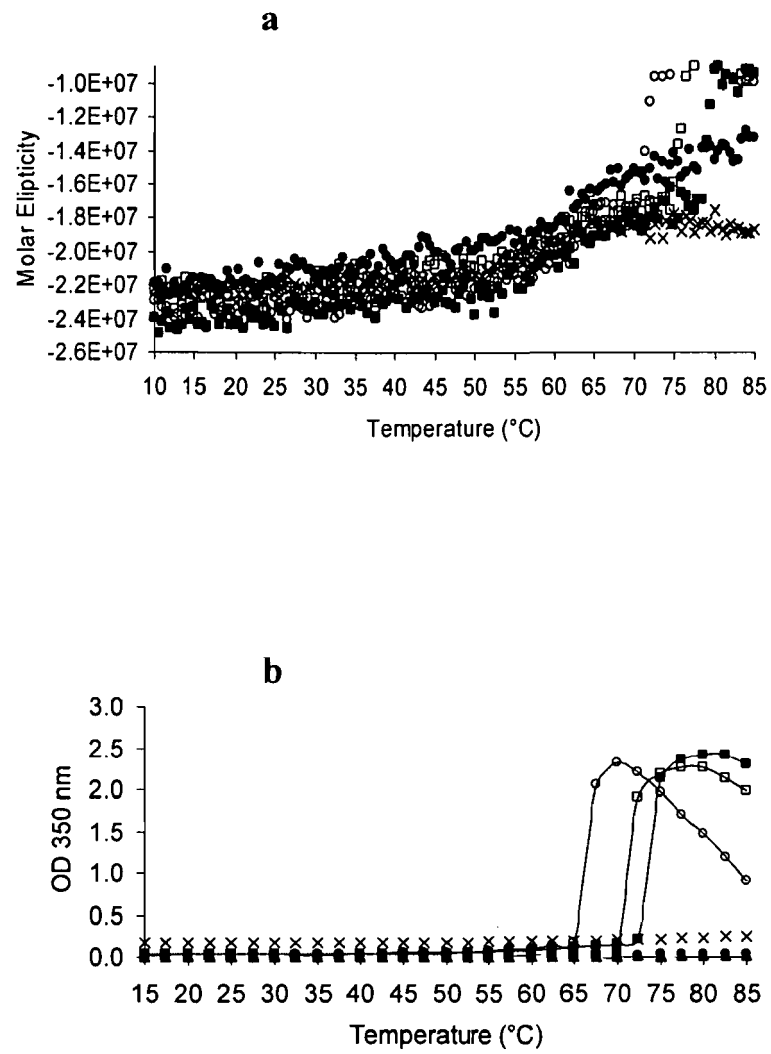 a
Molar Elipticity
-1.0E+07
-1.2E+07
-1.4E+07
-1.6E+07
-1.8E+07
-2.0E+07
-2.2E+07
-2.4E+07
-2.6E+07
10 15 20 25 30 35 40 45 50 55 60 65 70 75 80 85
Temperature (°C)
b
OD 350 nm
3.0
2.5
2.0
1.5
1.0
0.5
0.0
15 20 25 30 35 40 45 50 55 60 65 70 75 80 85
Temperature (°C)